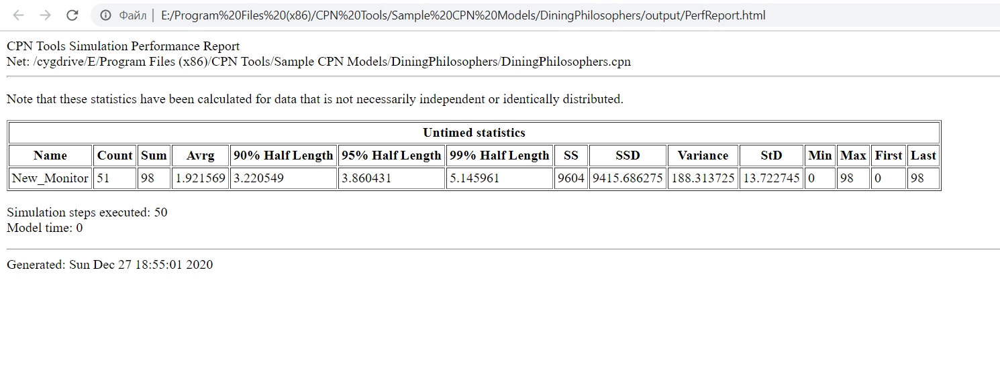 Файл | E:/Program%20Files%20(x86)/CPN%20Tools/Sample%20CPN%20Models/DiningPhilosophers/output/PerfReport.html
CPN Tools Simulation Performance Report
Net: /cygdrive/E/Program Files (x86)/CPN Tools/Sample CPN Models/DiningPhilosophers/DiningPhilosophers.cpn
Note that these statistics have been calculated for data that is not necessarily independent or identically distributed.
Untimed statistics
Name Count Sum Avrg 90% Half Length 95% Half Length 99% Half Length SS SSD Variance StD Min Max First Last
New_Monitor 51 98 1.921569 3.220549 3.860431 5.145961 9604 9415.686275 188.313725 13.722745 0 98 0 98
Simulation steps executed: 50
Model time: 0
Generated: Sun Dec 27 18:55:01 2020